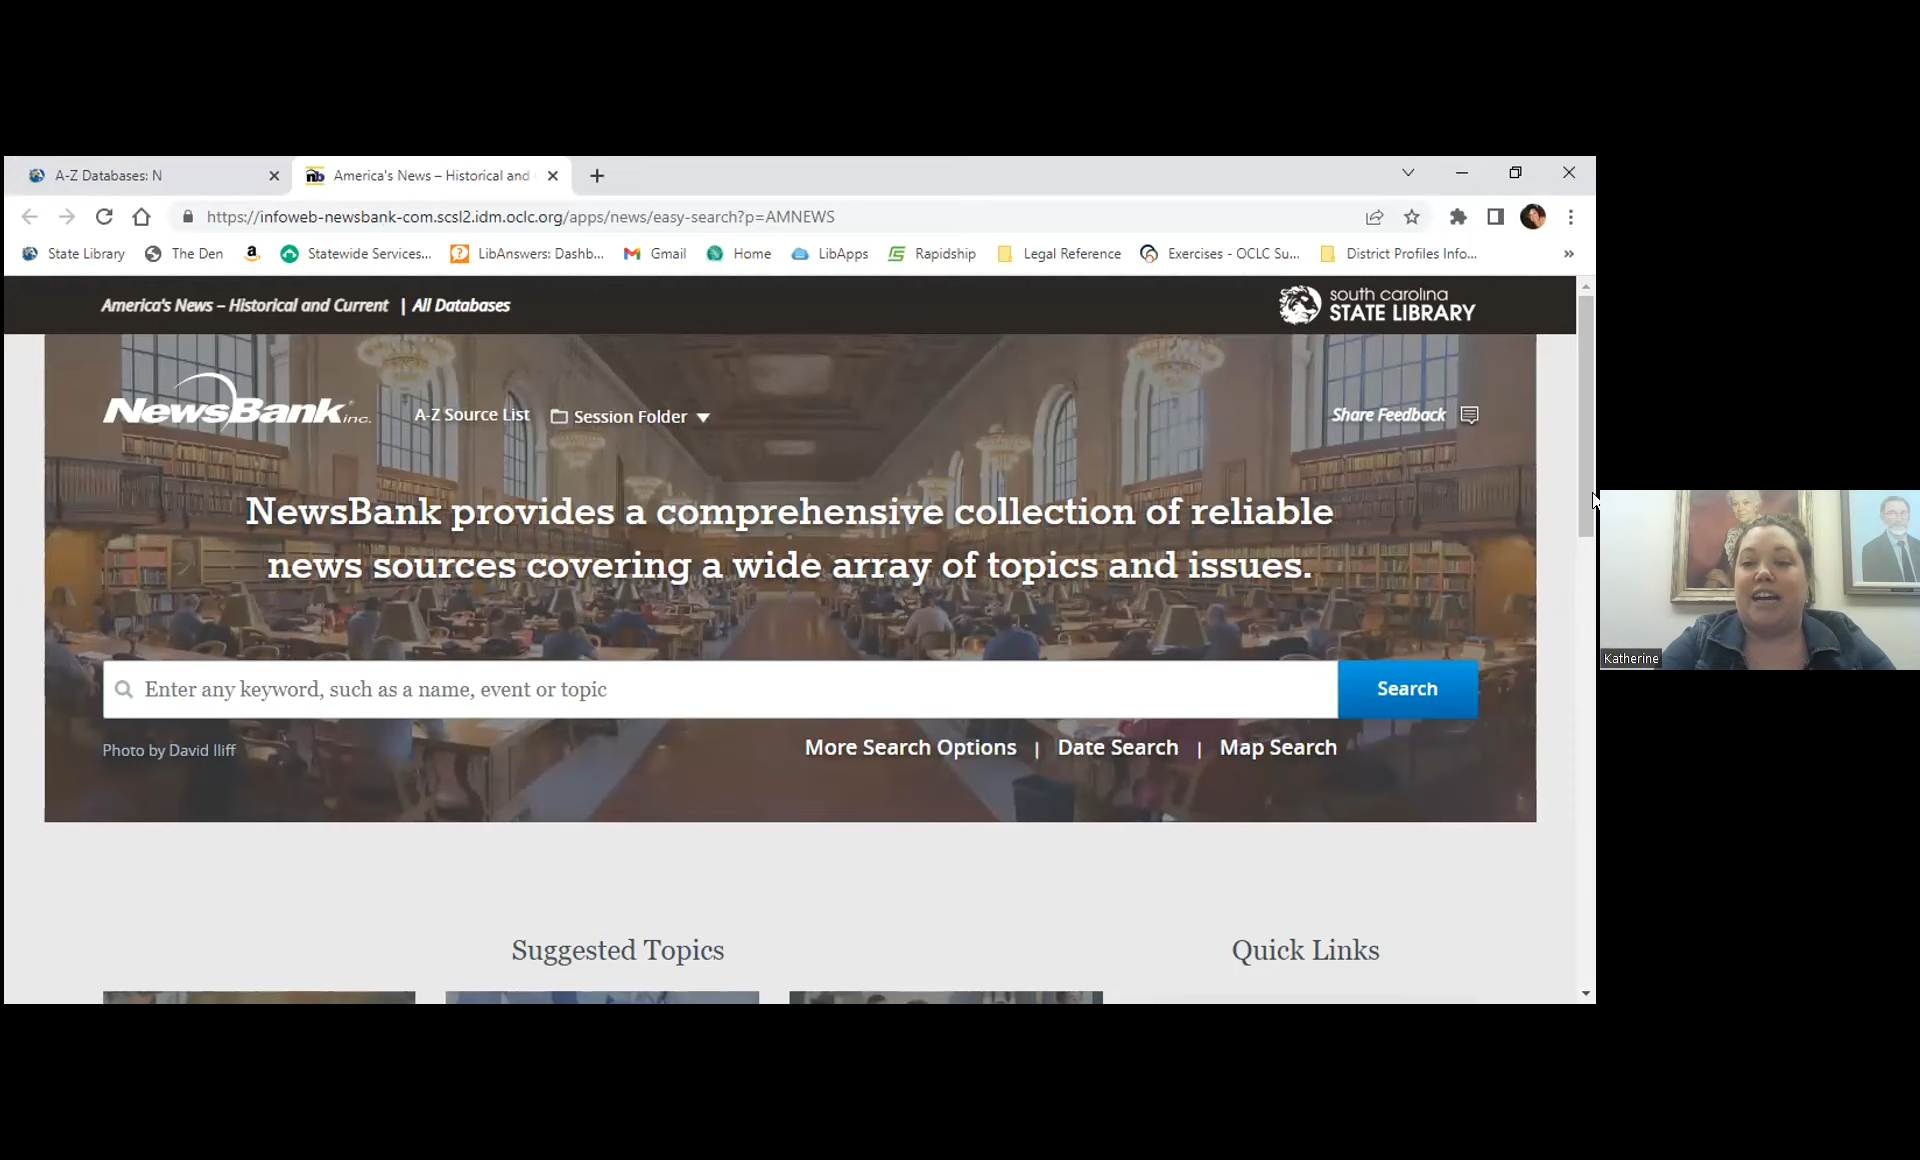 A-Z Databases: N
America's News – Historical and
https://infoweb-newsbank-com.scsl2.idm.oclc.org/apps/news/easy-search?p=AMNEWS
State Library The Den Statewide Services... LibAnswers: Dashb... Gmail Home LibApps Rapidship Legal Reference Exercises - OCLC Su... District Profiles Info... »
America's News – Historical and Current | All Databases
south carolina
STATE LIBRARY
NewsBank inc.
A-Z Source List Session Folder
Share Feedback
NewsBank provides a comprehensive collection of reliable
news sources covering a wide array of topics and issues.
Enter any keyword, such as a name, event or topic
Search
Photo by David Iliff
More Search Options | Date Search | Map Search
Katherine
Suggested Topics
Quick Links